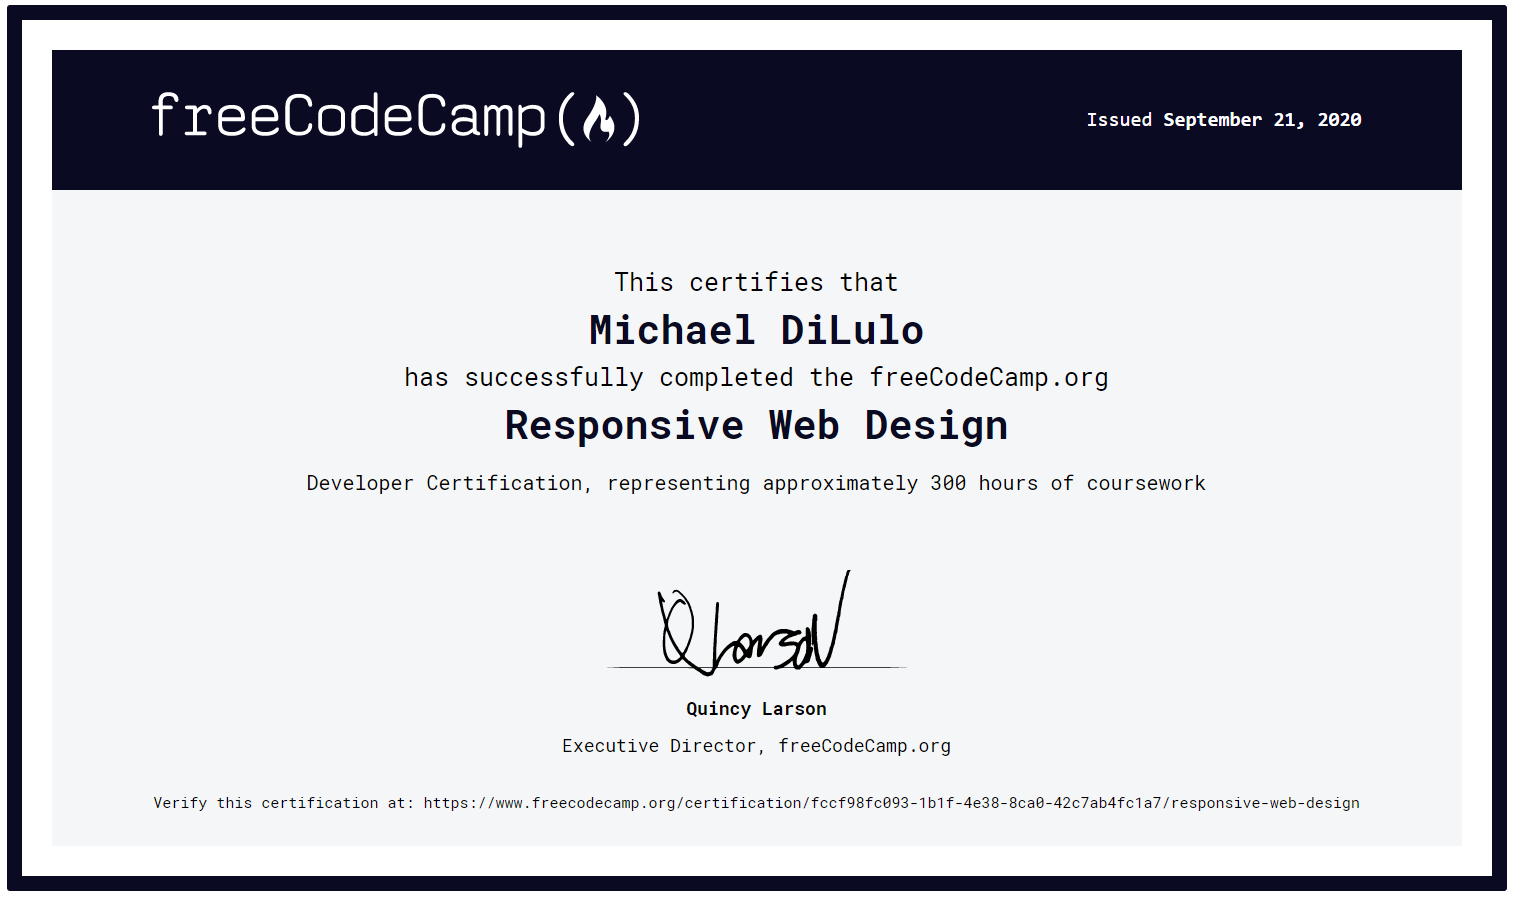 freeCodeCamp(🔥)
Issued September 21, 2020
This certifies that
Michael DiLulo
has successfully completed the freeCodeCamp.org
Responsive Web Design
Developer Certification, representing approximately 300 hours of coursework
Q Larson
Quincy Larson
Executive Director, freeCodeCamp.org
Verify this certification at: https://www.freecodecamp.org/certification/fccf98fc093-1b1f-4e38-8ca0-42c7ab4fc1a7/responsive-web-design